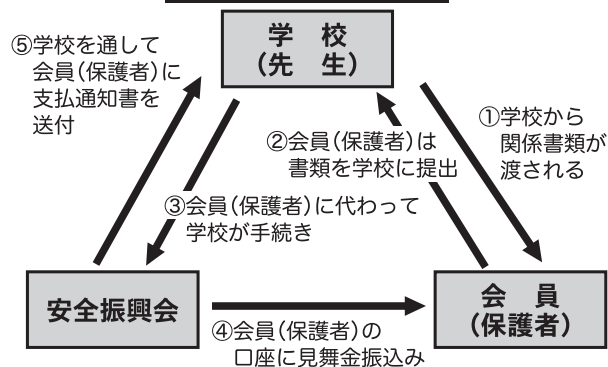 学　校
（先　生）
⑤学校を通して
会員（保護者）に
支払通知書を
送付
①学校から
関係書類が
渡される
②会員（保護者）は
書類を学校に提出
③会員（保護者）に代わって
学校が手続き
安全振興会
会　員
（保護者）
④会員（保護者）の
口座に見舞金振込み